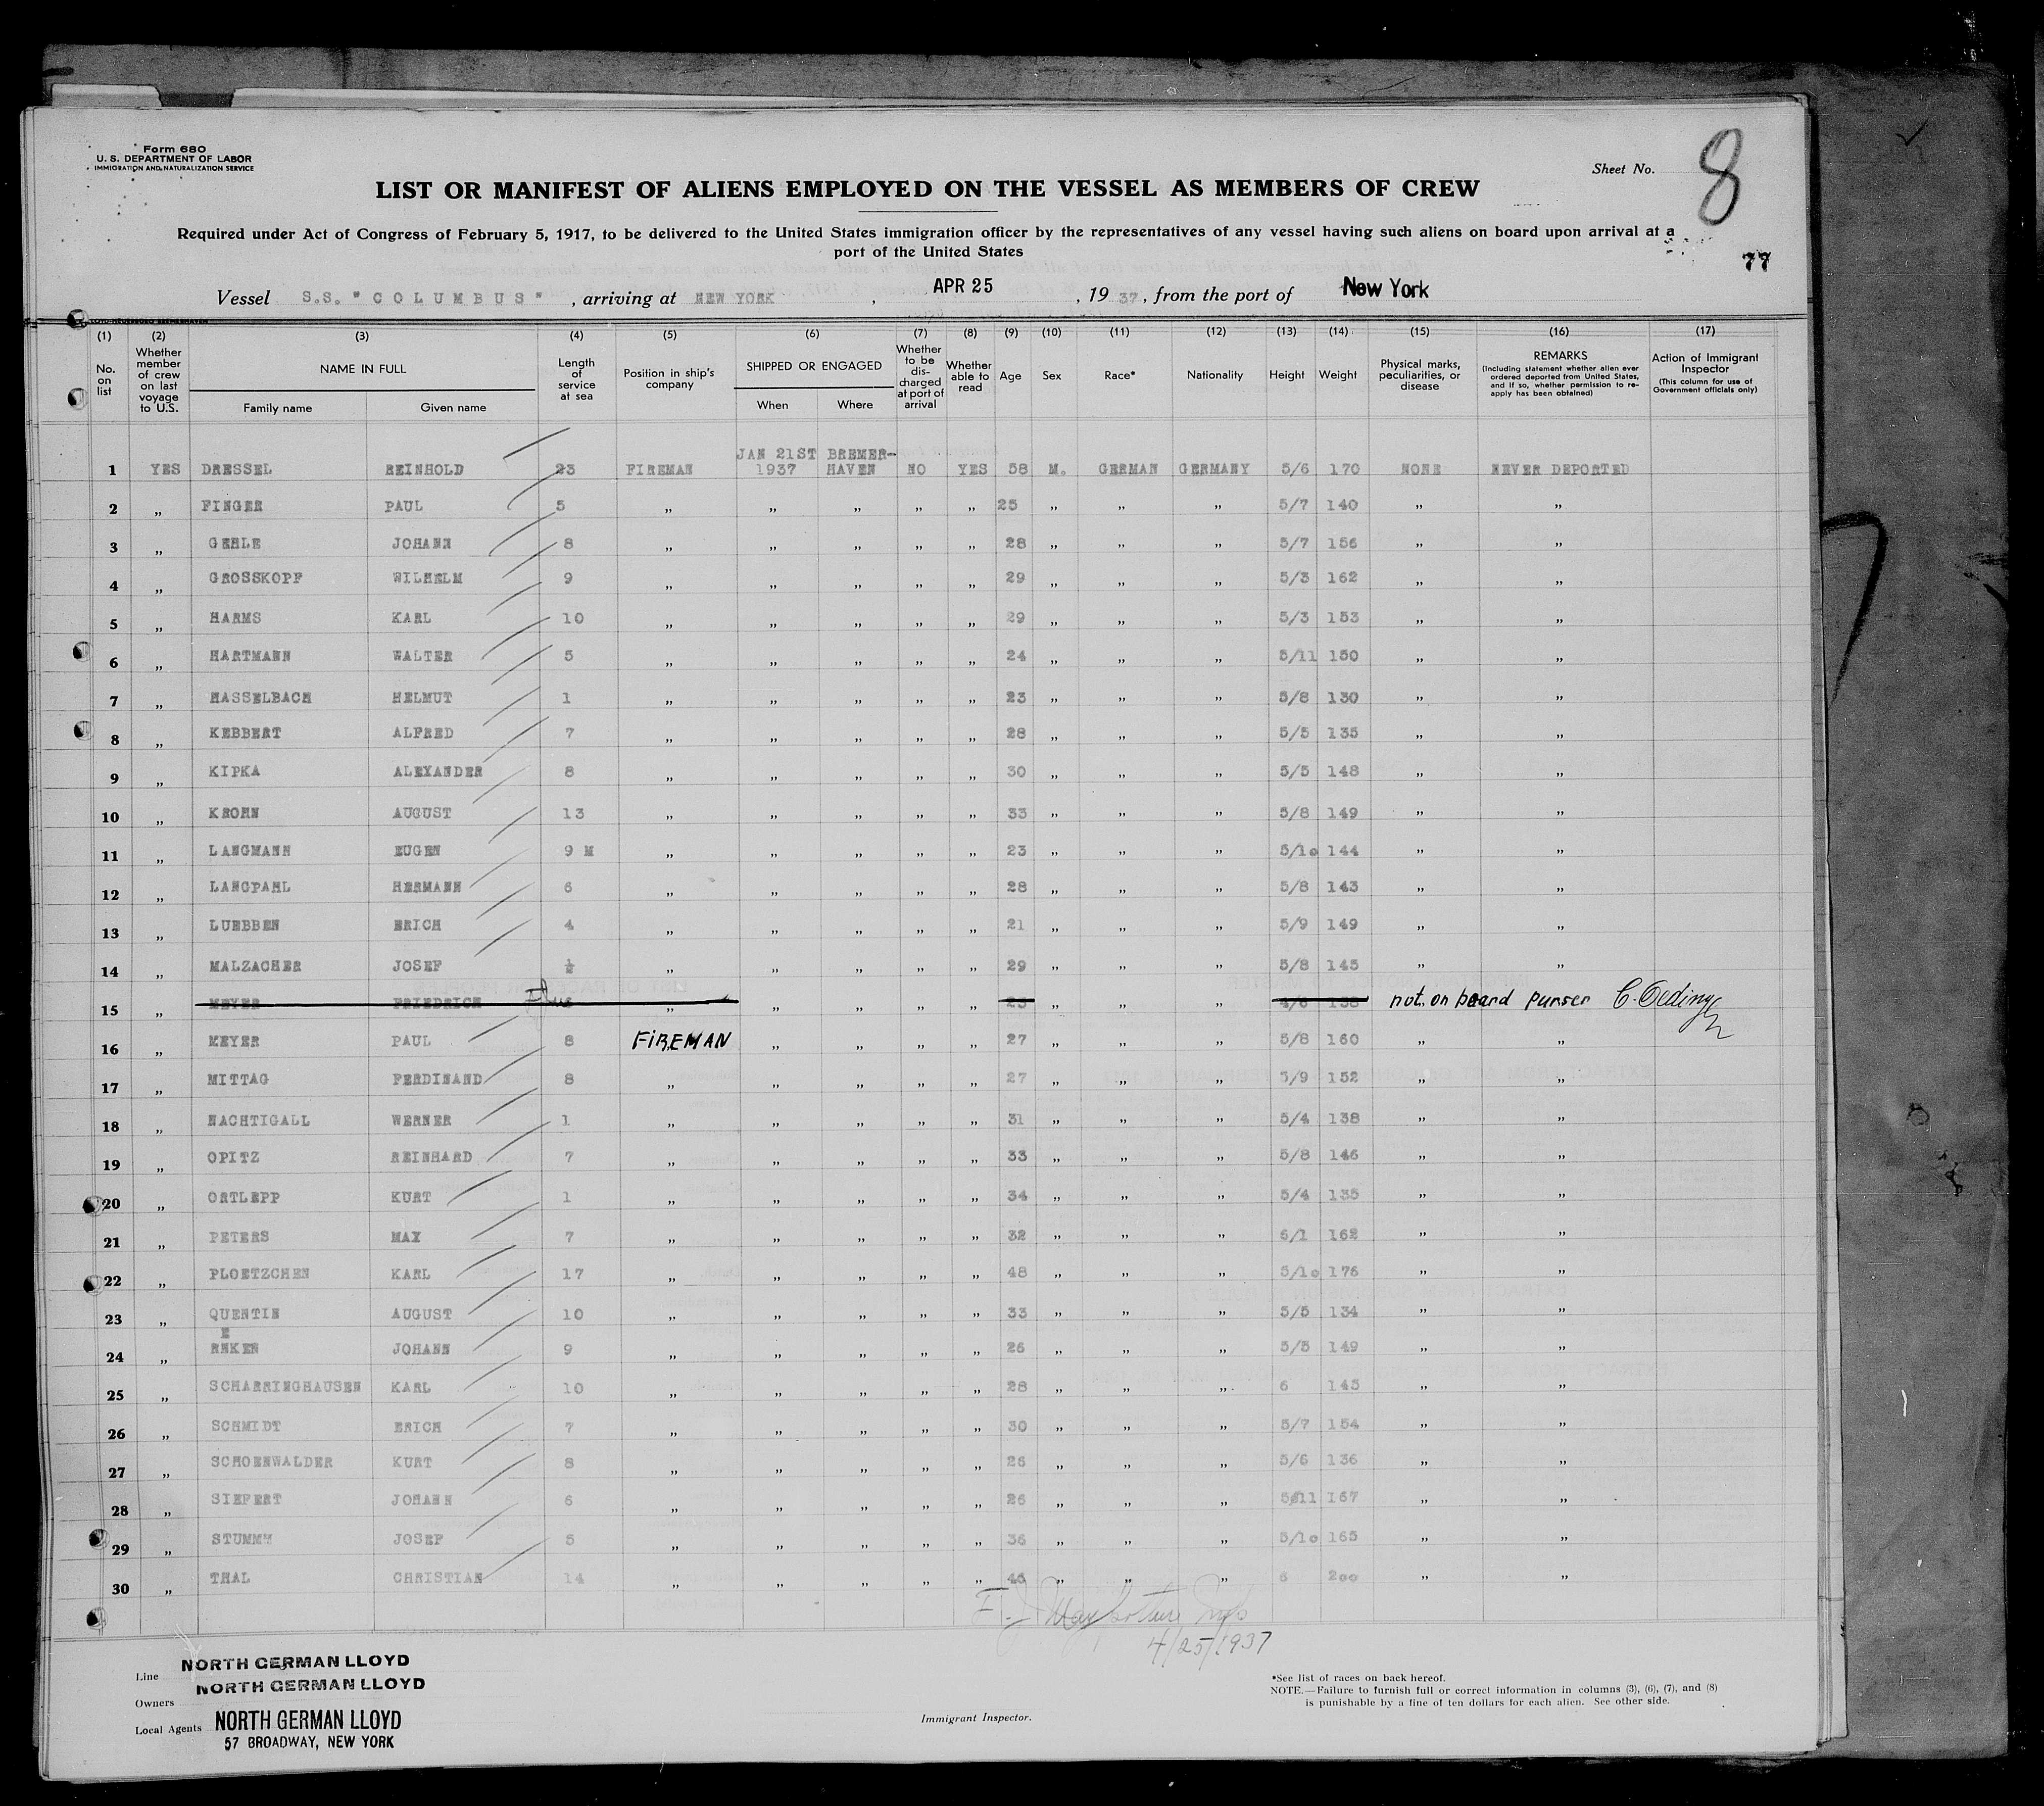 Form 680
U. S. DEPARTMENT OF LABOR
IMMIGRATION AND NATURALIZATION SERVICE
Sheet No. 8
LIST OR MANIFEST OF ALIENS EMPLOYED ON THE VESSEL AS MEMBERS OF CREW
Required under Act of Congress of February 5, 1917, to be delivered to the United States immigration officer by the representatives of any vessel having such aliens on board upon arrival at a
port of the United States
77
Vessel S.S. "COLUMBUS", arriving at NEW YORK, APR 25, 1937, from the port of New York
(1) (2) (3) (4) (5) (6) (7) (8) (9) (10) (11) (12) (13) (14) (15) (16) (17)
No. on list
Whether member of crew on last voyage to U.S.
NAME IN FULL
Family name
Given name
Length of service at sea
Position in ship's company
SHIPPED OR ENGAGED
When
Where
Whether to be discharged at port of arrival
Whether able to read
Age
Sex
Race*
Nationality
Height
Weight
Physical marks, peculiarities, or disease
REMARKS
(Including statement whether alien ever ordered deported from United States, and if so, whether permission to re-apply has been obtained)
Action of Immigrant Inspector
(This column for use of Government officials only)
1 YES DRESSEL REINHOLD 23 FIREMAN JAN 21ST 1937 BREMER-HAVEN NO YES 58 M. GERMAN GERMANY 5/6 170 NONE NEVER DEPORTED
2 " FINGER PAUL 5 " " " " " 25 " " " 5/7 140 " "
3 " GEHLE JOHANN 8 " " " " " 28 " " " 5/7 156 " "
4 " GROSSKOPF WILHELM 9 " " " " " 29 " " " 5/3 162 " "
5 " HARMS KARL 10 " " " " " 29 " " " 5/3 153 " "
6 " HARTMANN WALTER 5 " " " " " 24 " " " 5/11 150 " "
7 " HASSELBACH HELMUT 1 " " " " " 23 " " " 5/8 130 " "
8 " KEBBERT ALFRED 7 " " " " " 28 " " " 5/5 135 " "
9 " KIPKA ALEXANDER 8 " " " " " 30 " " " 5/5 148 " "
10 " KROHN AUGUST 13 " " " " " 33 " " " 5/8 149 " "
11 " LANGMANN EUGEN 9 M " " " " " 23 " " " 5/10 144 " "
12 " LANGPAHL HERMANN 6 " " " " " 28 " " " 5/8 143 " "
13 " LUEBBEN ERICH 4 " " " " " 21 " " " 5/9 149 " "
14 " MALZACHER JOSEF ½ " " " " " 29 " " " 5/8 145 " "
15 " MEYER FRIEDRICH " " " " " " " " not on board purser C. Oeding
16 " MEYER PAUL 8 FIREMAN " " " " 27 " " " 5/8 160 " "
17 " MITTAG FERDINAND 8 " " " " " 27 " " " 5/9 152 " "
18 " NACHTIGALL WERNER 1 " " " " " 31 " " " 5/4 138 " "
19 " OPITZ REINHARD 7 " " " " " 33 " " " 5/8 146 " "
20 " ORTLEPP KURT 1 " " " " " 34 " " " 5/4 135 " "
21 " PETERS MAX 7 " " " " " 32 " " " 6/1 162 " "
22 " PLOETZCHEN KARL 17 " " " " " 48 " " " 5/10 176 " "
23 " QUENTIN AUGUST 10 " " " " " 33 " " " 5/5 134 " "
E
24 " RNKEN JOHANN 9 " " " " " 26 " " " 5/5 149 " "
25 " SCHARRINGHAUSEN KARL 10 " " " " " 28 " " " 6 145 " "
26 " SCHMIDT ERICH 7 " " " " " 30 " " " 5/7 154 " "
27 " SCHOENWALDER KURT 8 " " " " " 26 " " " 5/6 136 " "
28 " SIEFERT JOHANN 6 " " " " " 26 " " " 5/11 167 " "
29 " STUMMY JOSEF 5 " " " " " 36 " " " 5/10 165 " "
30 " THAL CHRISTIAN 14 " " " " " 46 " " " 6 200 " "
4/25/1937
Line NORTH GERMAN LLOYD
Owners NORTH GERMAN LLOYD
Local Agents NORTH GERMAN LLOYD
57 BROADWAY, NEW YORK
Immigrant Inspector.
*See list of races on back hereof.
NOTE.—Failure to furnish full or correct information in columns (3), (6), (7), and (8)
is punishable by a fine of ten dollars for each alien. See other side.